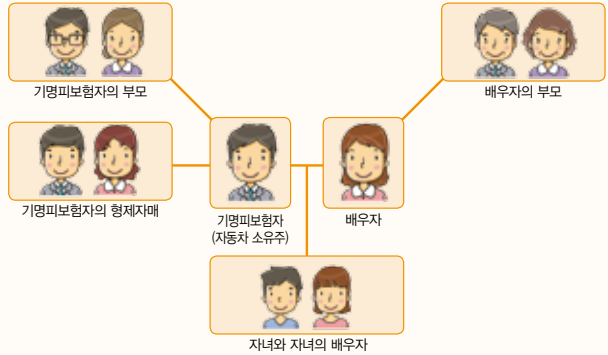 기명피보험자의 부모
배우자의 부모
기명피보험자의 형제자매
기명피보험자
(자동차 소유주)
배우자
자녀와 자녀의 배우자